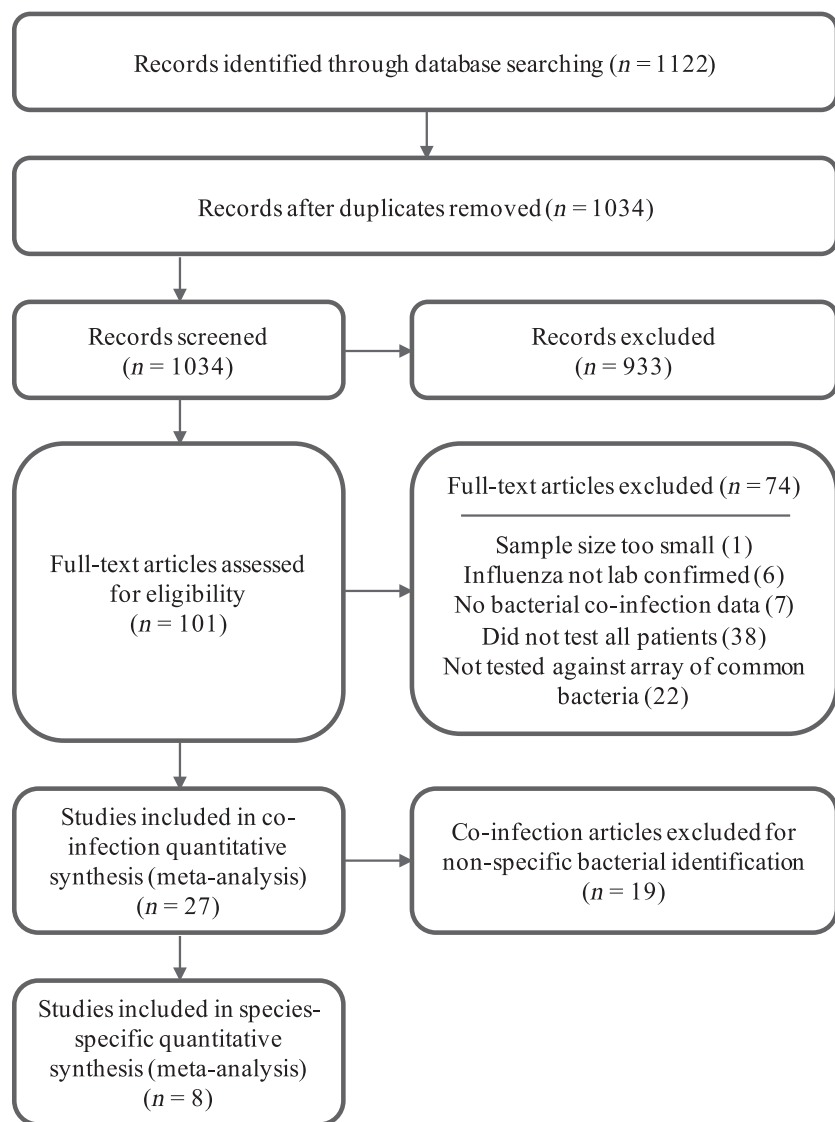 Records identified through database searching (n = 1122)
Records after duplicates removed (n = 1034)
Records screened
(n = 1034)
Records excluded
(n = 933)
Full-text articles assessed
for eligibility
(n = 101)
Full-text articles excluded (n = 74)
Sample size too small (1)
Influenza not lab confirmed (6)
No bacterial co-infection data (7)
Did not test all patients (38)
Not tested against array of common
bacteria (22)
Studies included in co-
infection quantitative
synthesis (meta-analysis)
(n = 27)
Co-infection articles excluded for
non-specific bacterial identification
(n = 19)
Studies included in species-
specific quantitative
synthesis (meta-analysis)
(n = 8)